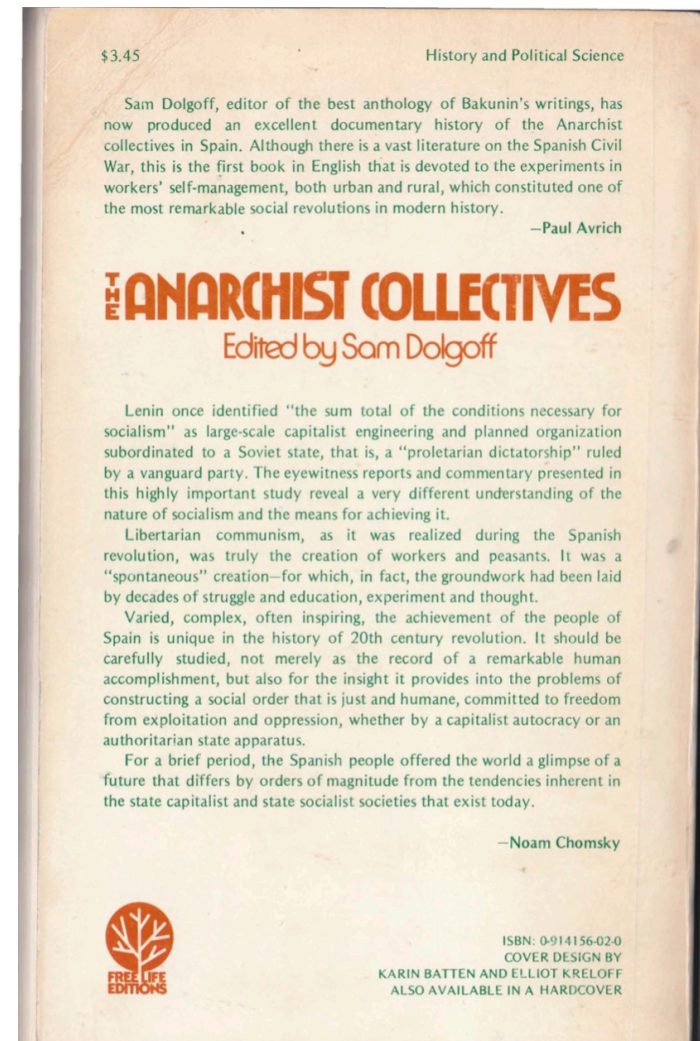 $3.45
History and Political Science
Sam Dolgoff, editor of the best anthology of Bakunin's writings, has
now produced an excellent documentary history of the Anarchist
collectives in Spain. Although there is a vast literature on the Spanish Civil
War, this is the first book in English that is devoted to the experiments in
workers' self-management, both urban and rural, which constituted one of
the most remarkable social revolutions in modern history.
—Paul Avrich
THE ANARCHIST COLLECTIVES
Edited by Sam Dolgoff
Lenin once identified "the sum total of the conditions necessary for
socialism" as large-scale capitalist engineering and planned organization
subordinated to a Soviet state, that is, a "proletarian dictatorship" ruled
by a vanguard party. The eyewitness reports and commentary presented in
this highly important study reveal a very different understanding of the
nature of socialism and the means for achieving it.
Libertarian communism, as it was realized during the Spanish
revolution, was truly the creation of workers and peasants. It was a
"spontaneous" creation—for which, in fact, the groundwork had been laid
by decades of struggle and education, experiment and thought.
Varied, complex, often inspiring, the achievement of the people of
Spain is unique in the history of 20th century revolution. It should be
carefully studied, not merely as the record of a remarkable human
accomplishment, but also for the insight it provides into the problems of
constructing a social order that is just and humane, committed to freedom
from exploitation and oppression, whether by a capitalist autocracy or an
authoritarian state apparatus.
For a brief period, the Spanish people offered the world a glimpse of a
future that differs by orders of magnitude from the tendencies inherent in
the state capitalist and state socialist societies that exist today.
—Noam Chomsky
FREE LIFE
EDITIONS
ISBN: 0-914156-02-0
COVER DESIGN BY
KARIN BATTEN AND ELLIOT KRELOFF
ALSO AVAILABLE IN A HARDCOVER